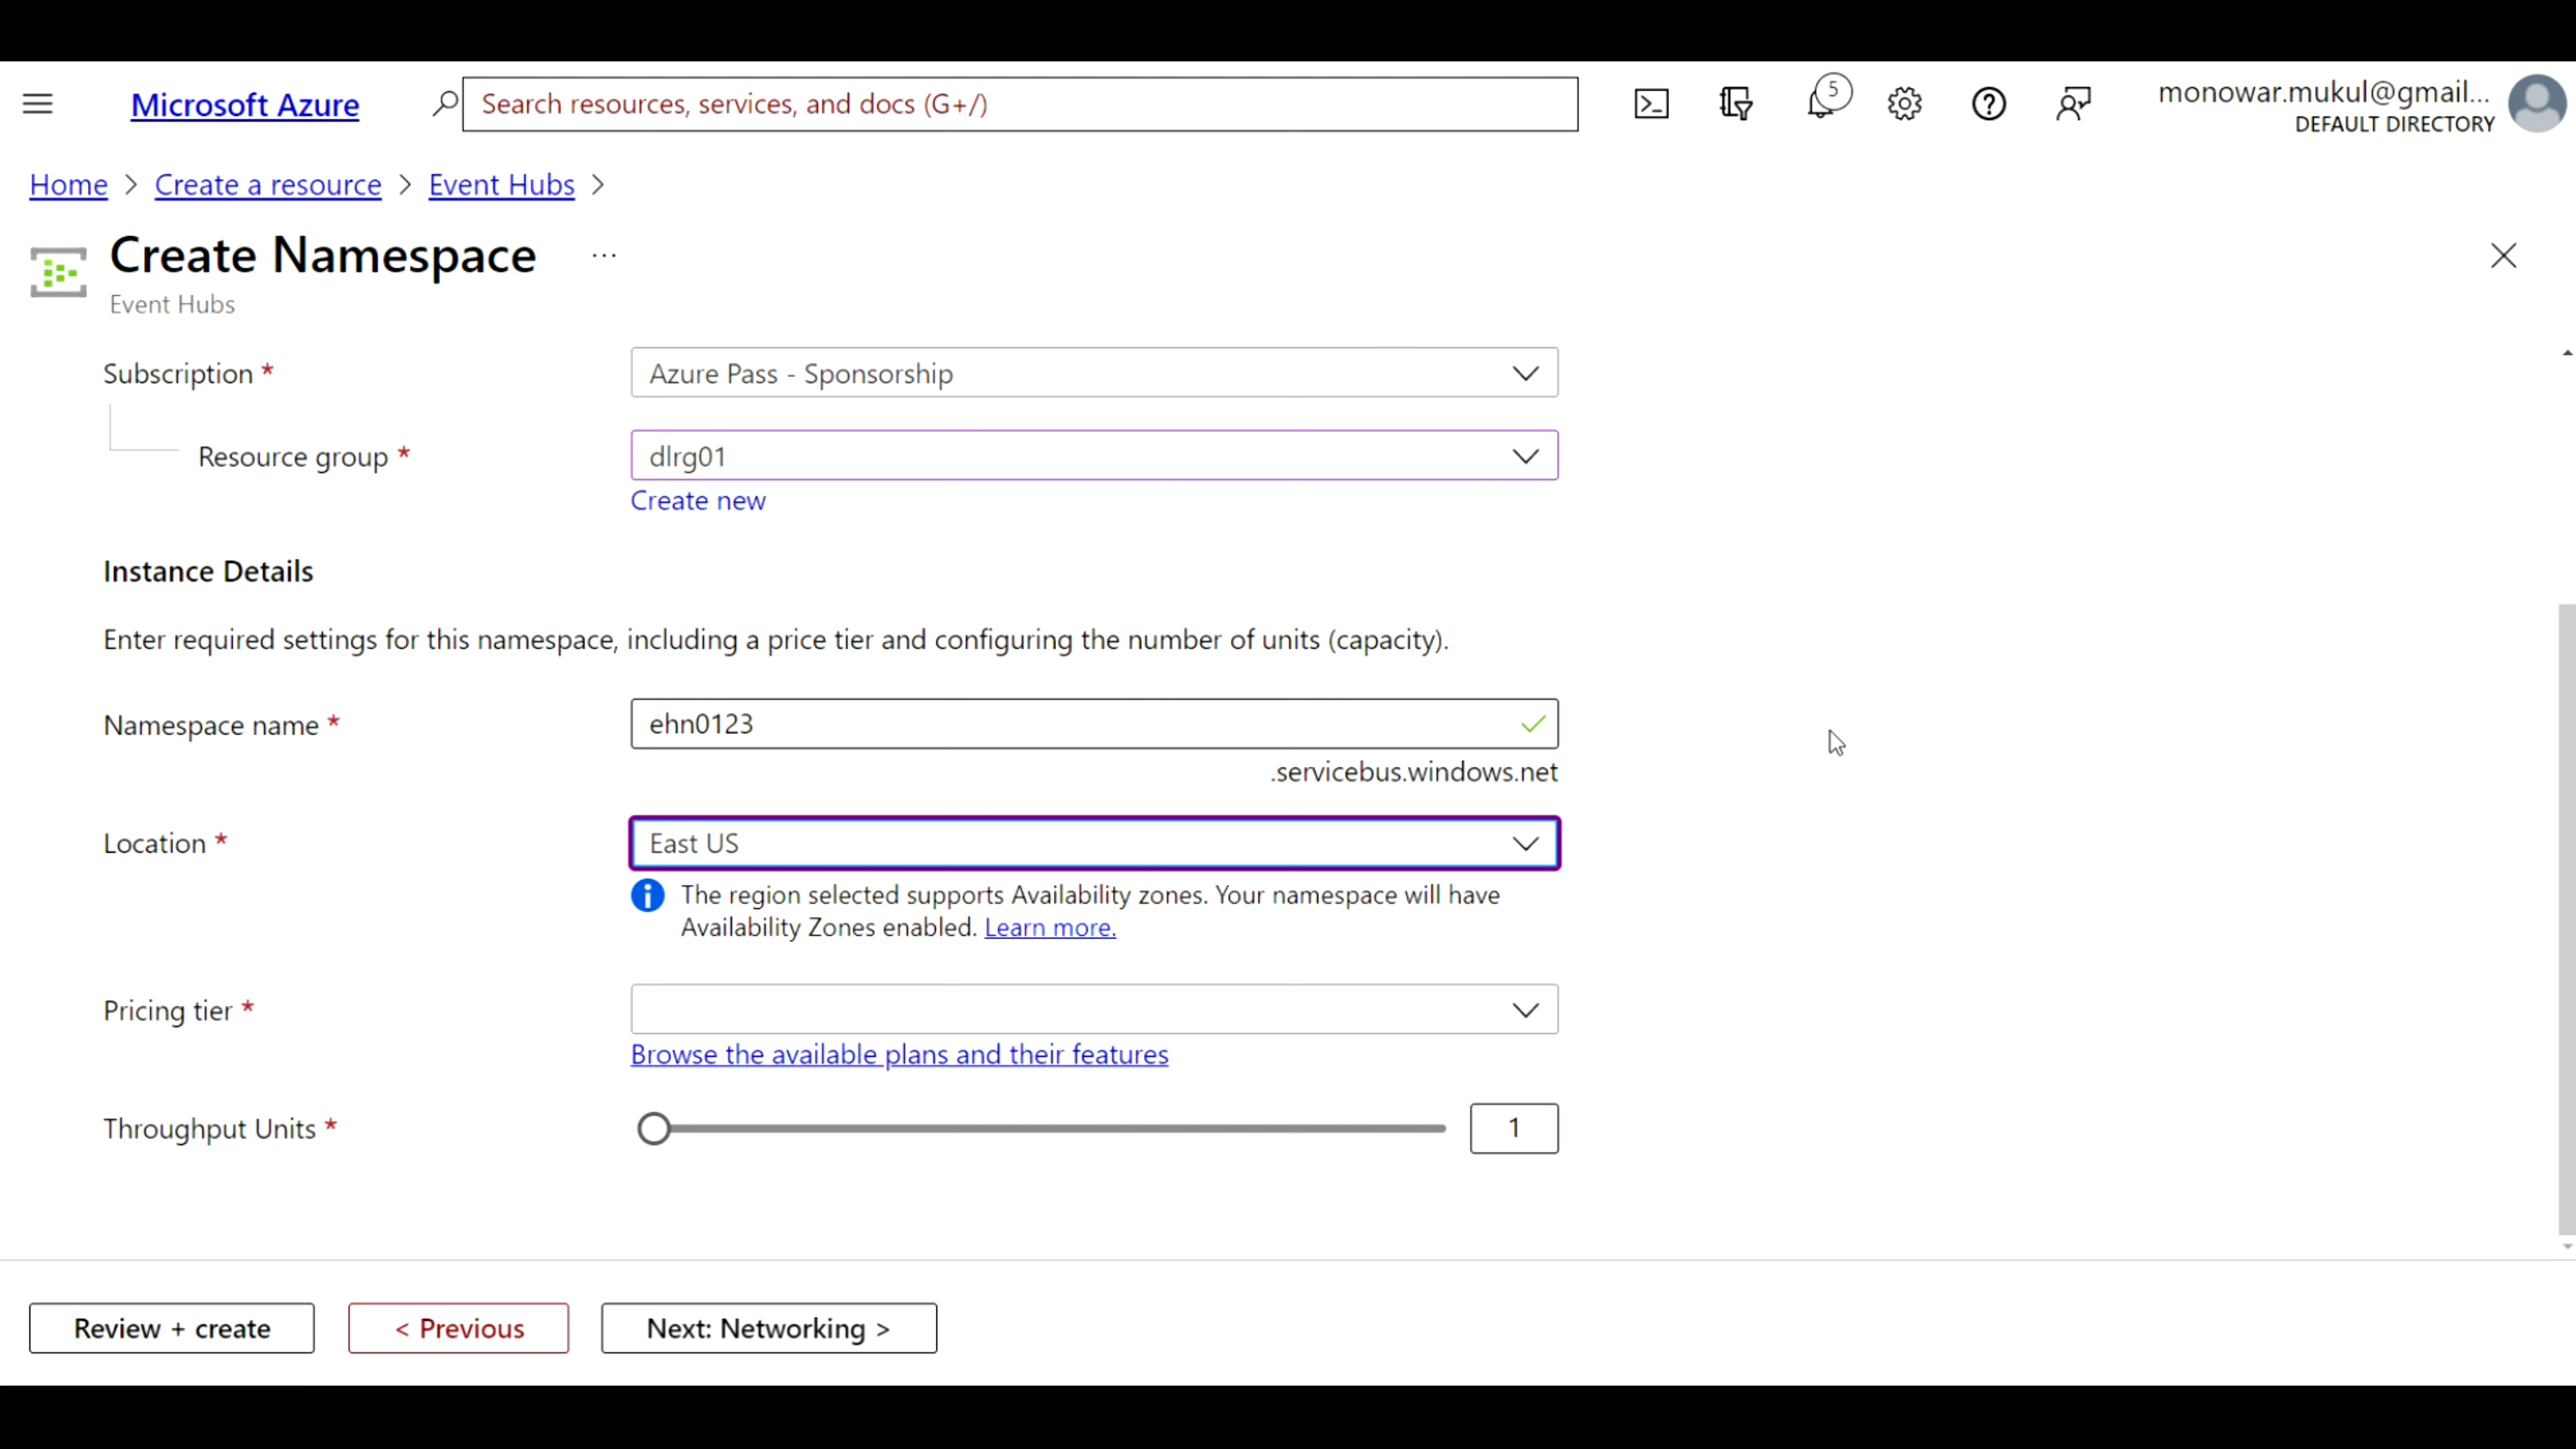 Microsoft Azure
Search resources, services, and docs (G+/)
5
monowar.mukul@gmail...
DEFAULT DIRECTORY
Home > Create a resource > Event Hubs >
Create Namespace ...
Event Hubs
Subscription *
Azure Pass - Sponsorship
Resource group *
dlrg01
Create new
Instance Details
Enter required settings for this namespace, including a price tier and configuring the number of units (capacity).
Namespace name *
ehn0123
.servicebus.windows.net
Location *
East US
The region selected supports Availability zones. Your namespace will have
Availability Zones enabled. Learn more.
Pricing tier *
Browse the available plans and their features
Throughput Units *
1
Review + create
< Previous
Next: Networking >